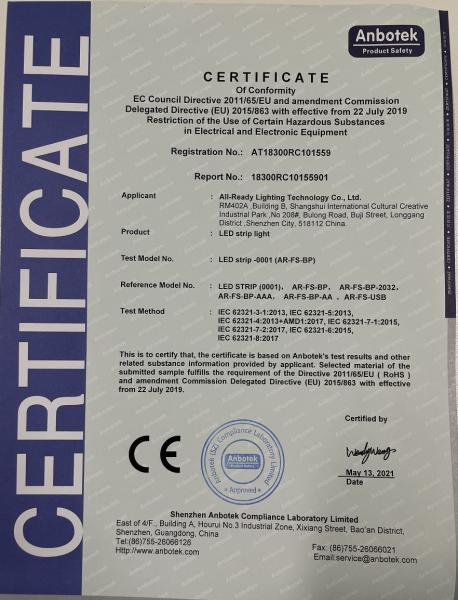 CERTIFICATE
Anbotek
Product Safety
CERTIFICATE
Of Conformity
EC Council Directive 2011/65/EU and amendment Commission
Delegated Directive (EU) 2015/863 with effective from 22 July 2019
Restriction of the Use of Certain Hazardous Substances
in Electrical and Electronic Equipment
Registration No.: AT18300RC101559
Report No.: 18300RC10155901
Applicant : All-Ready Lighting Technology Co., Ltd.
RM402A ,Building B, Shangshui International Cultural Creative
Industrial Park ,No 208#, Bulong Road, Buji Street, Longgang
District ,Shenzhen City, 518112 China.
Product : LED strip light
Test Model No. : LED strip -0001 (AR-FS-BP)
Reference Model No. : LED STRIP (0001)、 AR-FS-BP、 AR-FS-BP-2032、
AR-FS-BP-AAA、 AR-FS-BP-AA 、 AR-FS-USB
Test Method : IEC 62321-3-1:2013, IEC 62321-5:2013,
IEC 62321-4:2013+AMD1:2017, IEC 62321-7-1:2015,
IEC 62321-7-2:2017, IEC 62321-6:2015,
IEC 62321-8:2017
This is to certify that, the certificate is based on Anbotek's test results and other
related substance information provided by applicant. Selected material of the
submitted sample fulfills the requirement of the Directive 2011/65/EU ( RoHS )
and amendment Commission Delegated Directive (EU) 2015/863 with effective
from 22 July 2019.
Certified by
CE
Anbotek (SZ) Compliance Laboratory Limited
Anbotek
Product Safety
* Approved *
May 13, 2021
Date
Shenzhen Anbotek Compliance Laboratory Limited
East of 4/F., Building A, Hourui No.3 Industrial Zone, Xixiang Street, Bao'an District,
Shenzhen, Guangdong, China
Tel:(86)755-26066126
Fax: (86)755-26066021
Http://www.anbotek.com
Email:service@anbotek.com